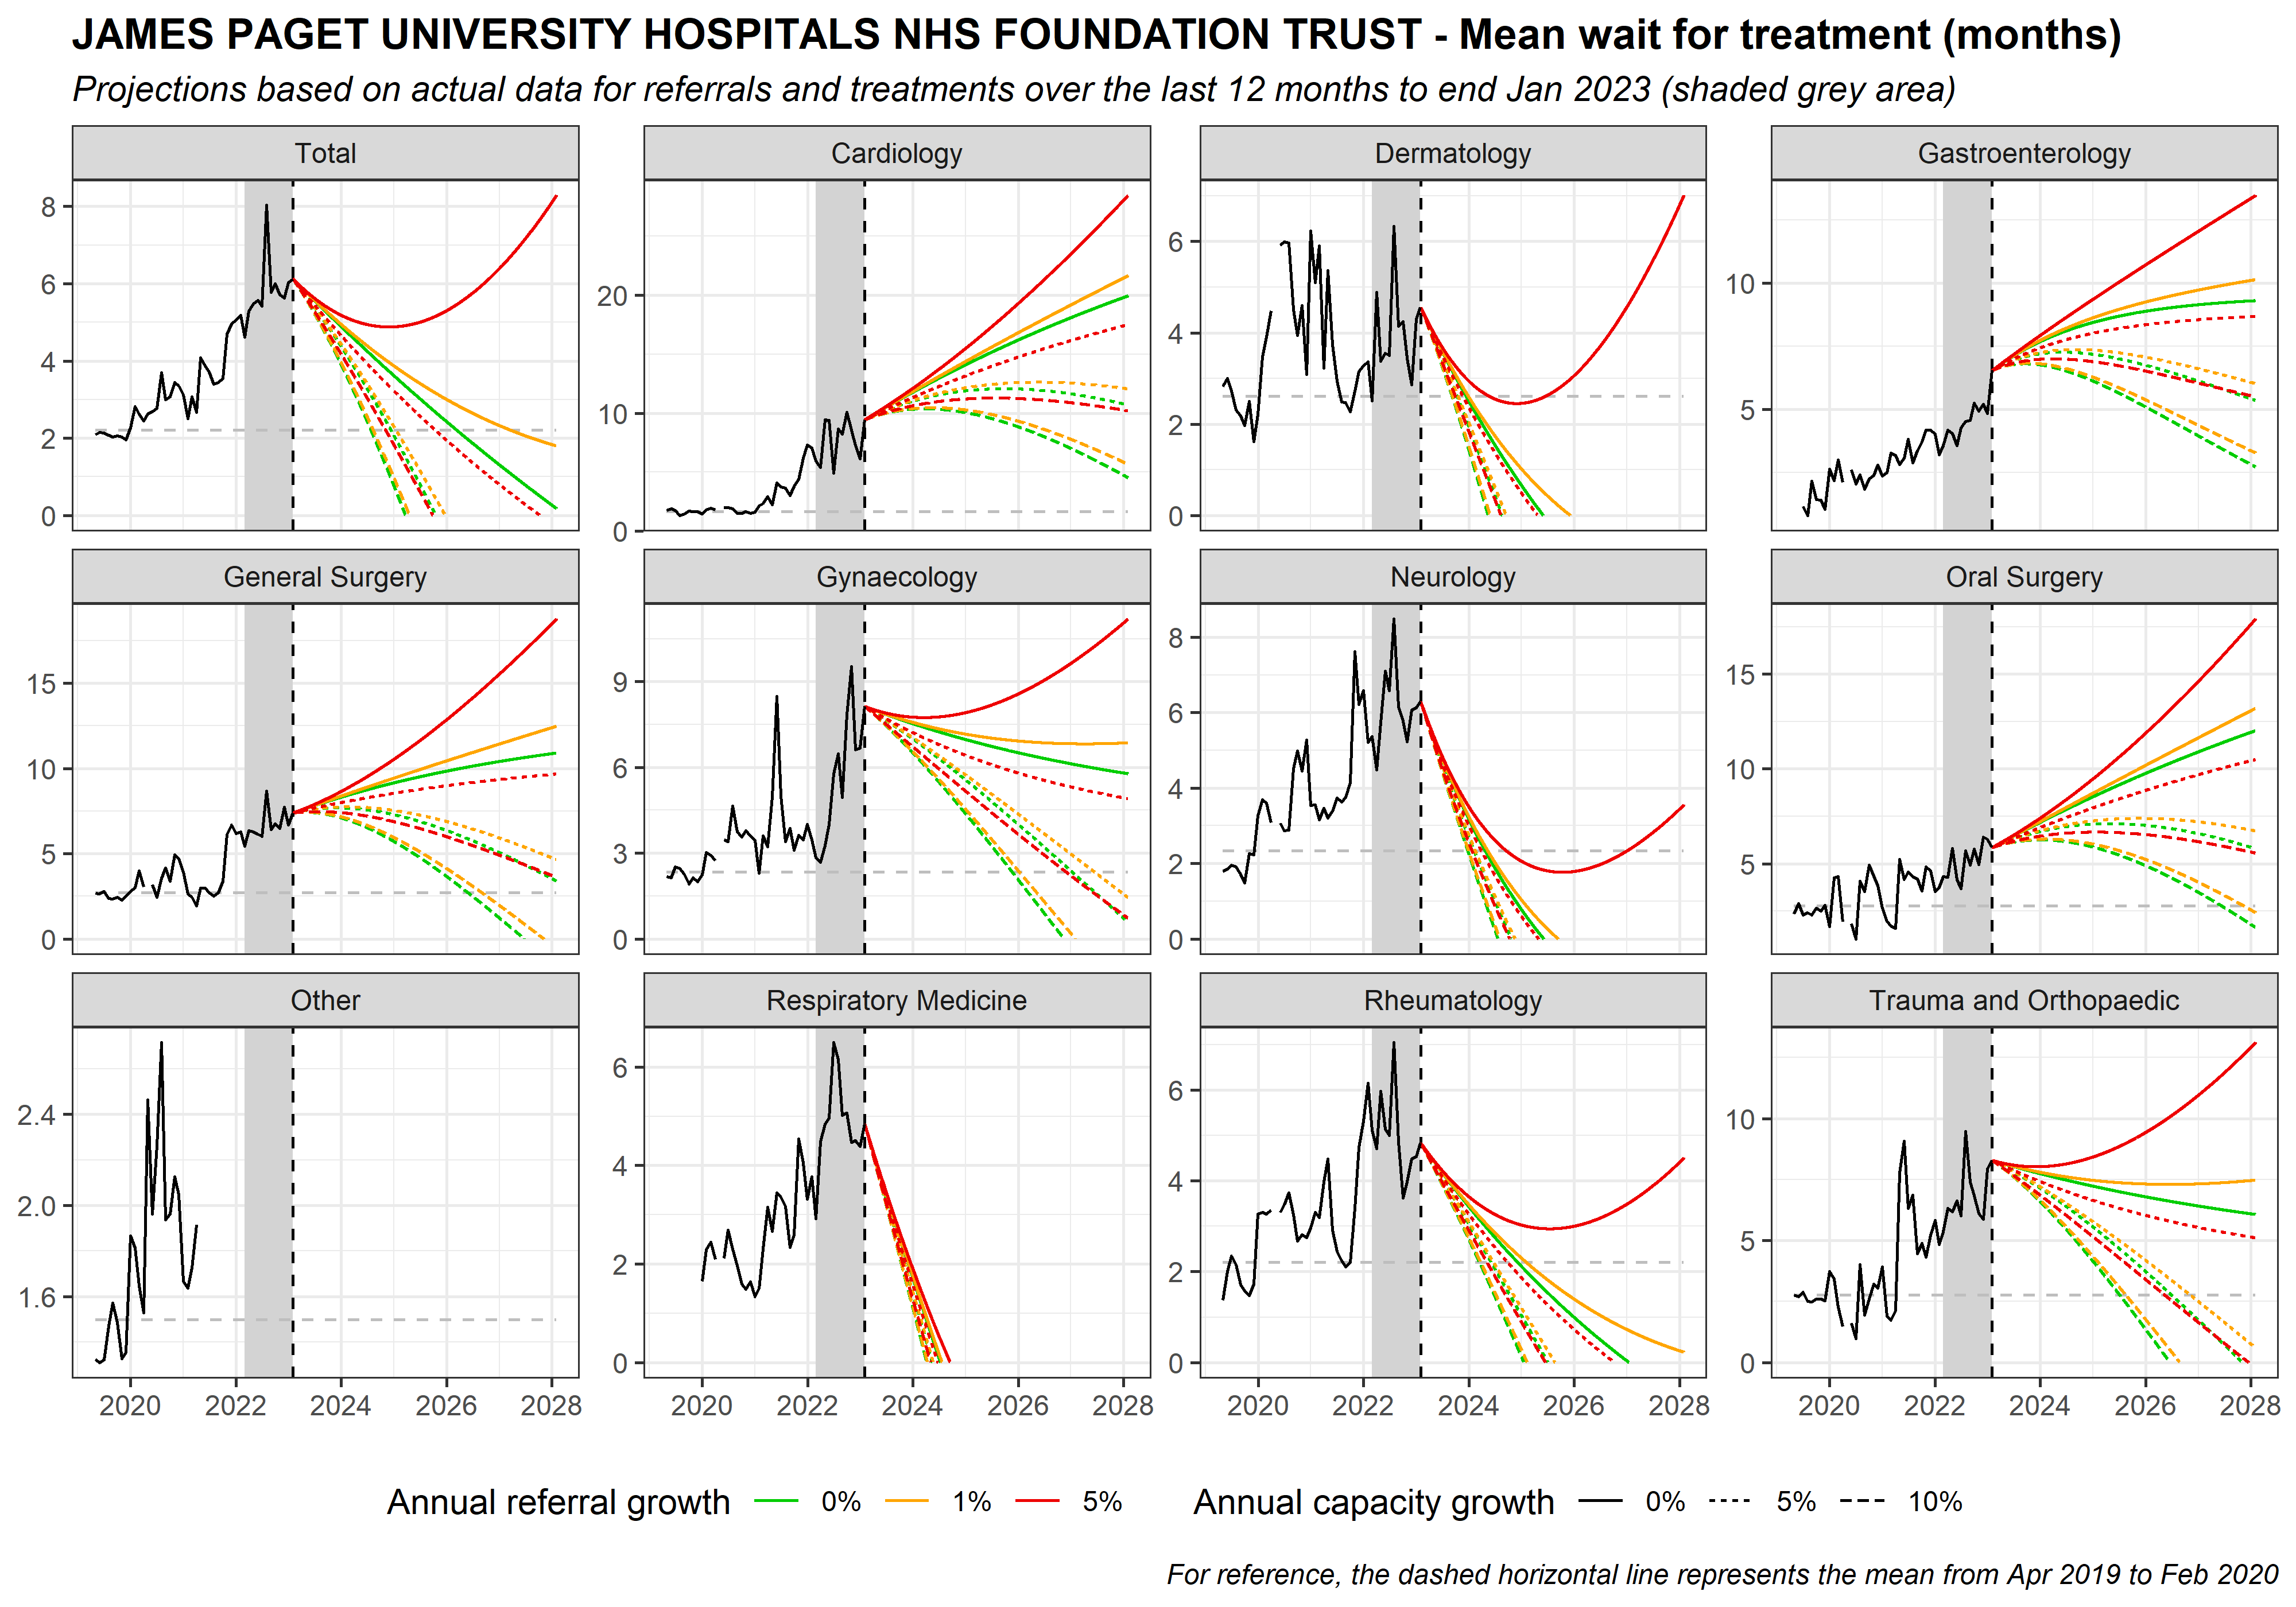 JAMES PAGET UNIVERSITY HOSPITALS NHS FOUNDATION TRUST - Mean wait for treatment (months)
Projections based on actual data for referrals and treatments over the last 12 months to end Jan 2023 (shaded grey area)
Total
Cardiology
Dermatology
Gastroenterology
8
6
4
2
0
20
10
0
6
4
2
0
10
5
General Surgery
Gynaecology
Neurology
Oral Surgery
15
10
5
0
9
6
3
0
8
6
4
2
0
15
10
5
Other
Respiratory Medicine
Rheumatology
Trauma and Orthopaedic
2.4
2.0
1.6
6
4
2
0
6
4
2
0
10
5
0
2020 2022 2024 2026 2028
2020 2022 2024 2026 2028
2020 2022 2024 2026 2028
2020 2022 2024 2026 2028
Annual referral growth 0% 1% 5%
Annual capacity growth 0% 5% 10%
For reference, the dashed horizontal line represents the mean from Apr 2019 to Feb 2020